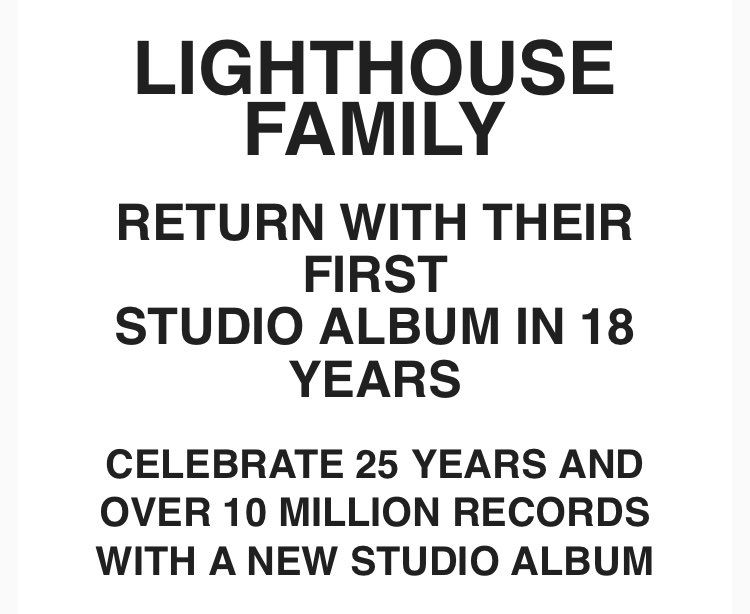 LIGHTHOUSE
FAMILY
RETURN WITH THEIR
FIRST
STUDIO ALBUM IN 18
YEARS
CELEBRATE 25 YEARS AND
OVER 10 MILLION RECORDS
WITH A NEW STUDIO ALBUM